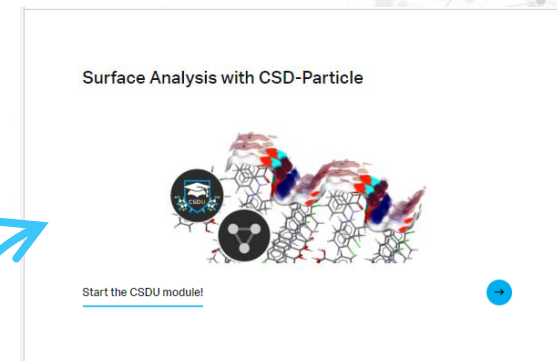 Surface Analysis with CSD-Particle
CSDU
Start the CSDU module!